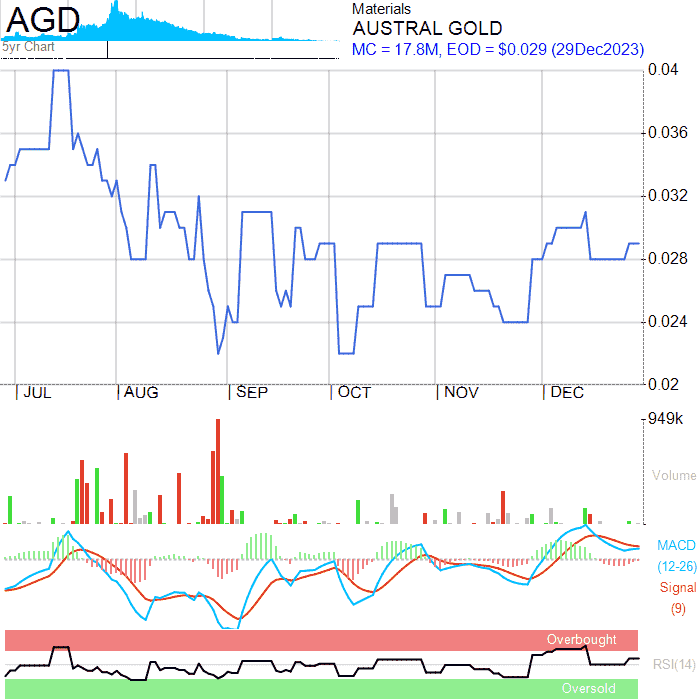 AGD
5yr Chart
Materials
AUSTRAL GOLD
MC = 17.8M, EOD = $0.029 (29Dec2023)
0.04
0.036
0.032
0.028
0.024
0.02
JUL AUG SEP OCT NOV DEC
949k
Volume
MACD
(12-26)
Signal
(9)
Overbought
RSI(14)
Oversold